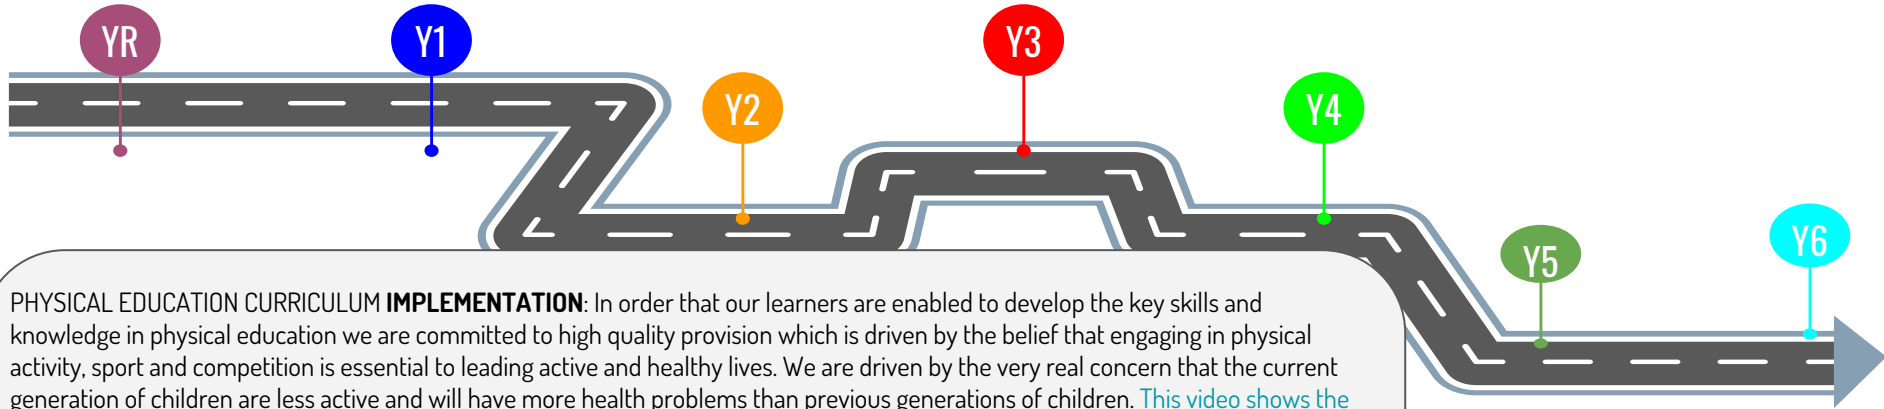 YR
Y1
Y2
Y3
Y4
Y5
Y6
PHYSICAL EDUCATION CURRICULUM IMPLEMENTATION: In order that our learners are enabled to develop the key skills and
knowledge in physical education we are committed to high quality provision which is driven by the belief that engaging in physical
activity, sport and competition is essential to leading active and healthy lives. We are driven by the very real concern that the current
generation of children are less active and will have more health problems than previous generations of children. This video shows the